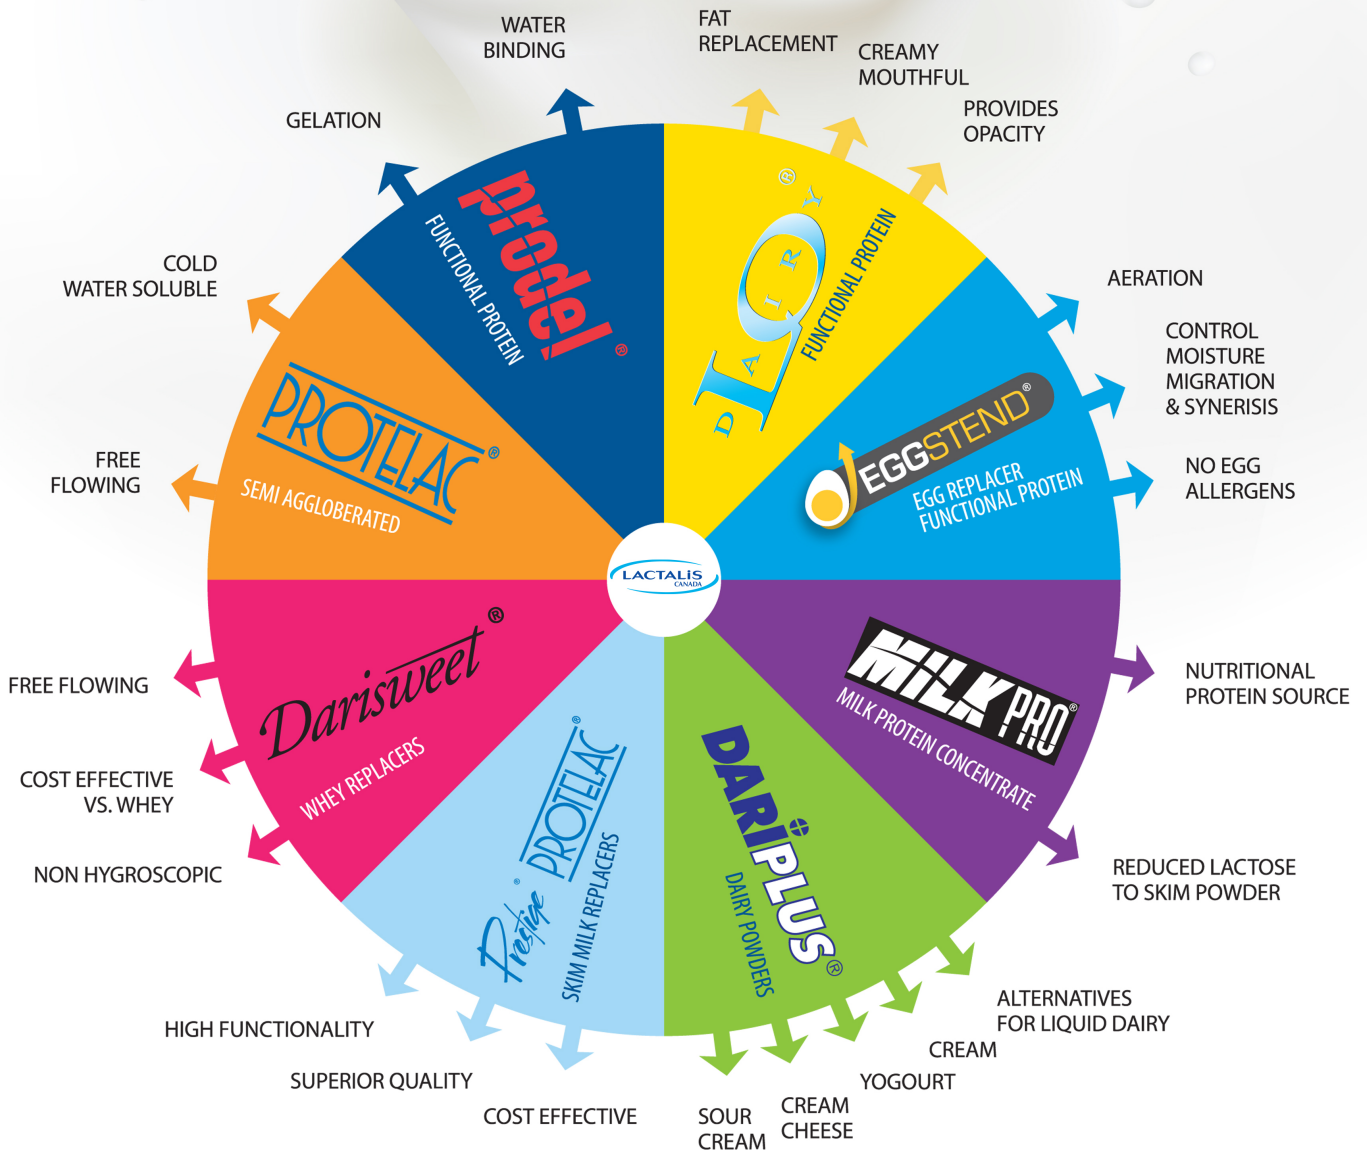 WATER
BINDING
FAT
REPLACEMENT
CREAMY
MOUTHFUL
PROVIDES
OPACITY
GELATION
prodel®
FUNCTIONAL PROTEIN
LQ®
DAIRY
FUNCTIONAL PROTEIN
AERATION
CONTROL
MOISTURE
MIGRATION
& SYNERISIS
NO EGG
ALLERGENS
EGGSTEND®
EGG REPLACER
FUNCTIONAL PROTEIN
COLD
WATER SOLUBLE
FREE
FLOWING
PROTELAC®
SEMI AGGLOBERATED
LACTALiS
CANADA
MiLK PRO®
MILK PROTEIN CONCENTRATE
NUTRITIONAL
PROTEIN SOURCE
REDUCED LACTOSE
TO SKIM POWDER
Darisweet®
WHEY REPLACERS
FREE FLOWING
COST EFFECTIVE
VS. WHEY
NON HYGROSCOPIC
Prestige® PROTELAC®
SKIM MILK REPLACERS
HIGH FUNCTIONALITY
SUPERIOR QUALITY
COST EFFECTIVE
DARiPLUS®
DAIRY POWDERS
ALTERNATIVES
FOR LIQUID DAIRY
CREAM
YOGOURT
CREAM
CHEESE
SOUR
CREAM